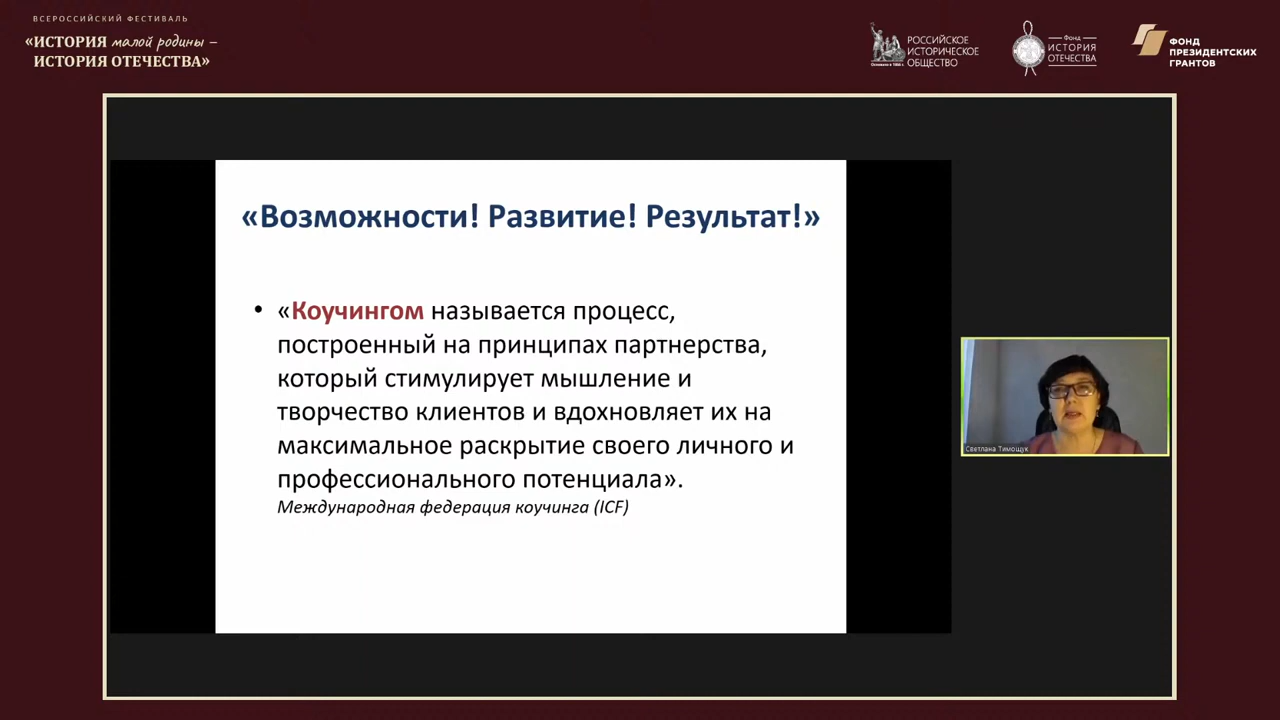 ВСЕРОССИЙСКИЙ ФЕСТИВАЛЬ
«ИСТОРИЯ малой родины –
ИСТОРИЯ ОТЕЧЕСТВА»
РОССИЙСКОЕ
ИСТОРИЧЕСКОЕ
ОБЩЕСТВО
Основано в 1866 г.
Фонд
ИСТОРИЯ
ОТЕЧЕСТВА
ФОНД
ПРЕЗИДЕНТСКИХ
ГРАНТОВ
«Возможности! Развитие! Результат!»
• «Коучингом называется процесс,
построенный на принципах партнерства,
который стимулирует мышление и
творчество клиентов и вдохновляет их на
максимальное раскрытие своего личного и
профессионального потенциала».
Международная федерация коучинга (ICF)
Светлана Тимощук